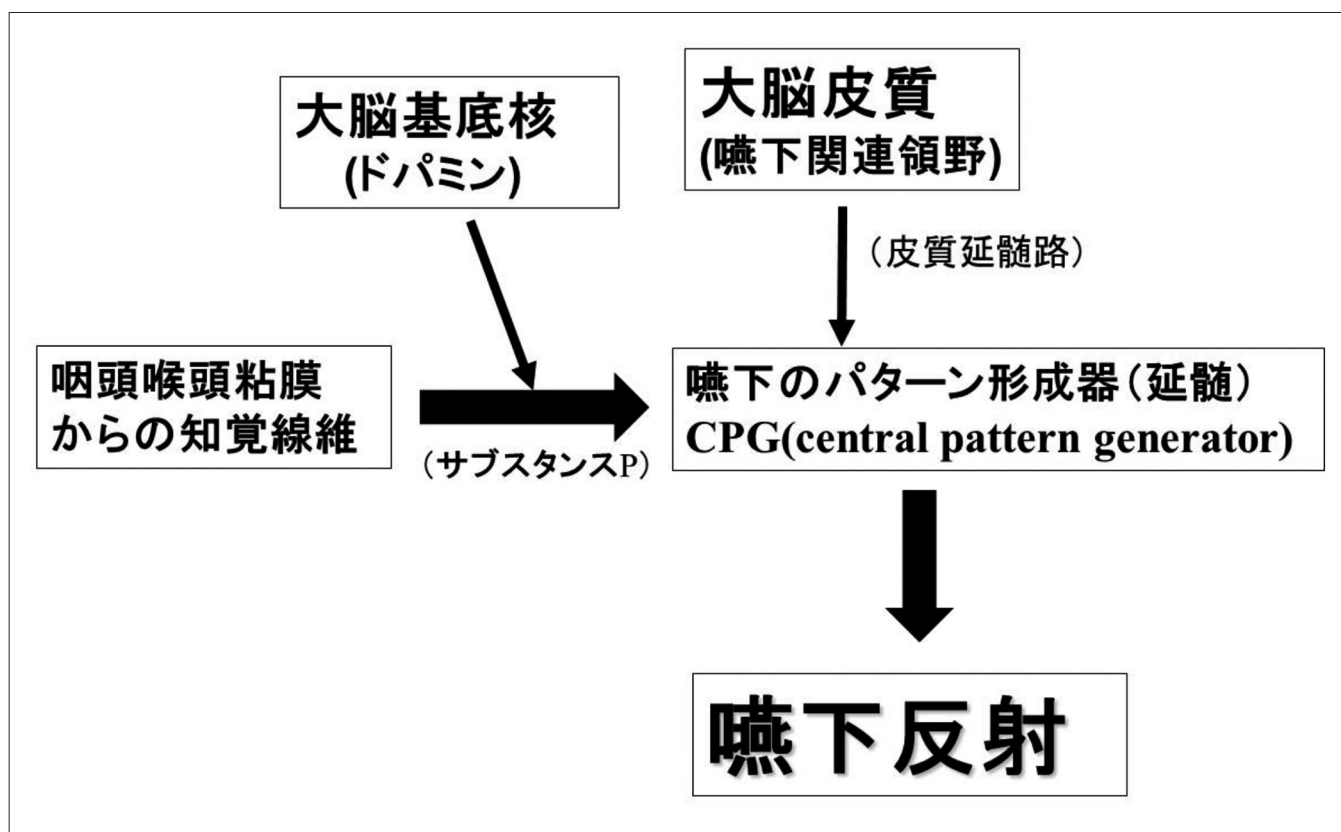 大脳基底核
(ドパミン)
大脳皮質
(嚥下関連領野)
(皮質延髄路)
咽頭喉頭粘膜
からの知覚線維
(サブスタンスP)
嚥下のパターン形成器(延髄)
CPG(central pattern generator)
嚥下反射